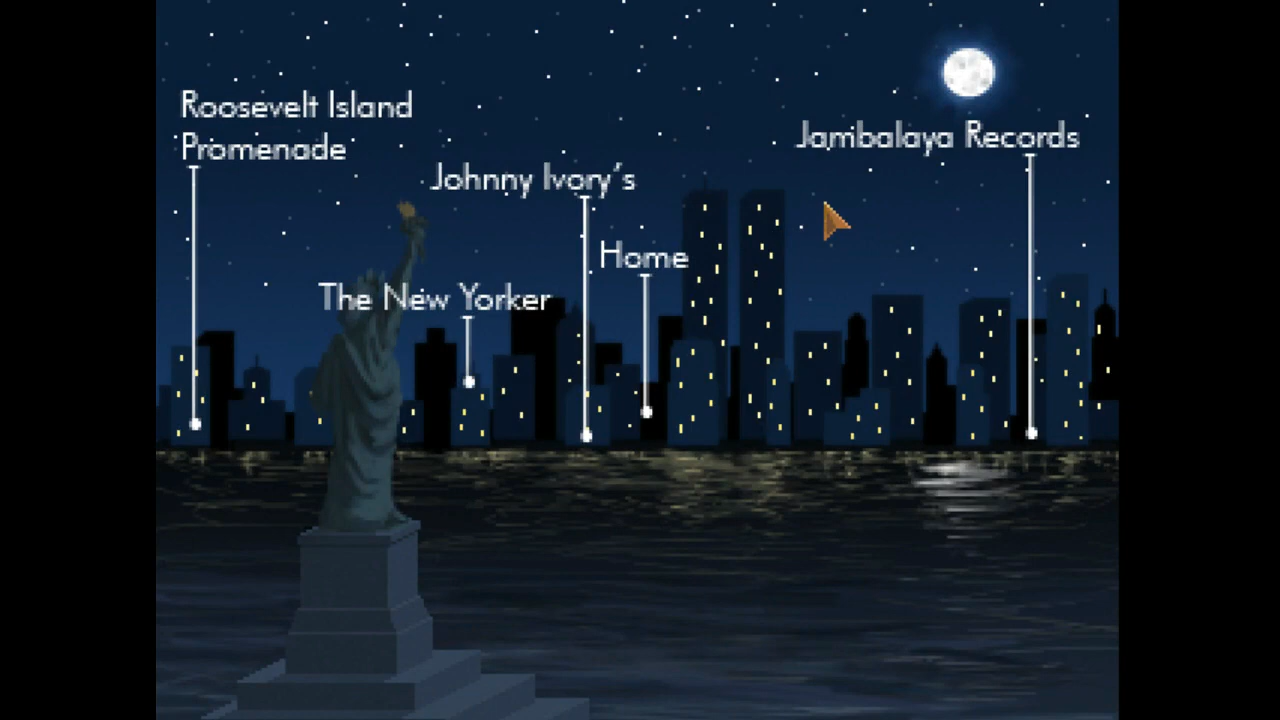 Roosevelt Island
Promenade
Jambalaya Records
Johnny Ivory's
Home
The New Yorker